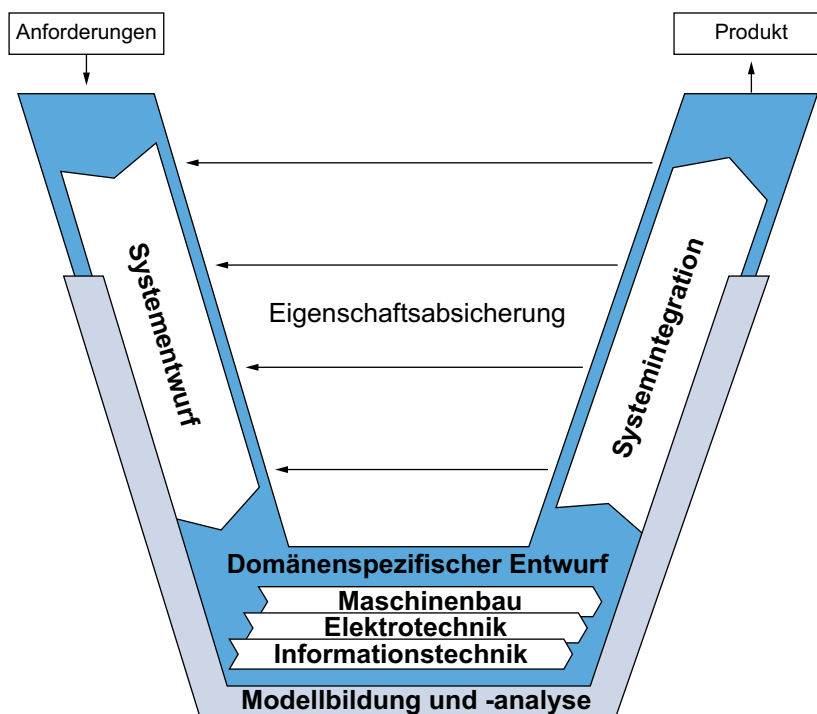 Anforderungen
Produkt
Systementwurf
Eigenschaftsabsicherung
Systemintegration
Domänenspezifischer Entwurf
Maschinenbau
Elektrotechnik
Informationstechnik
Modellbildung und -analyse